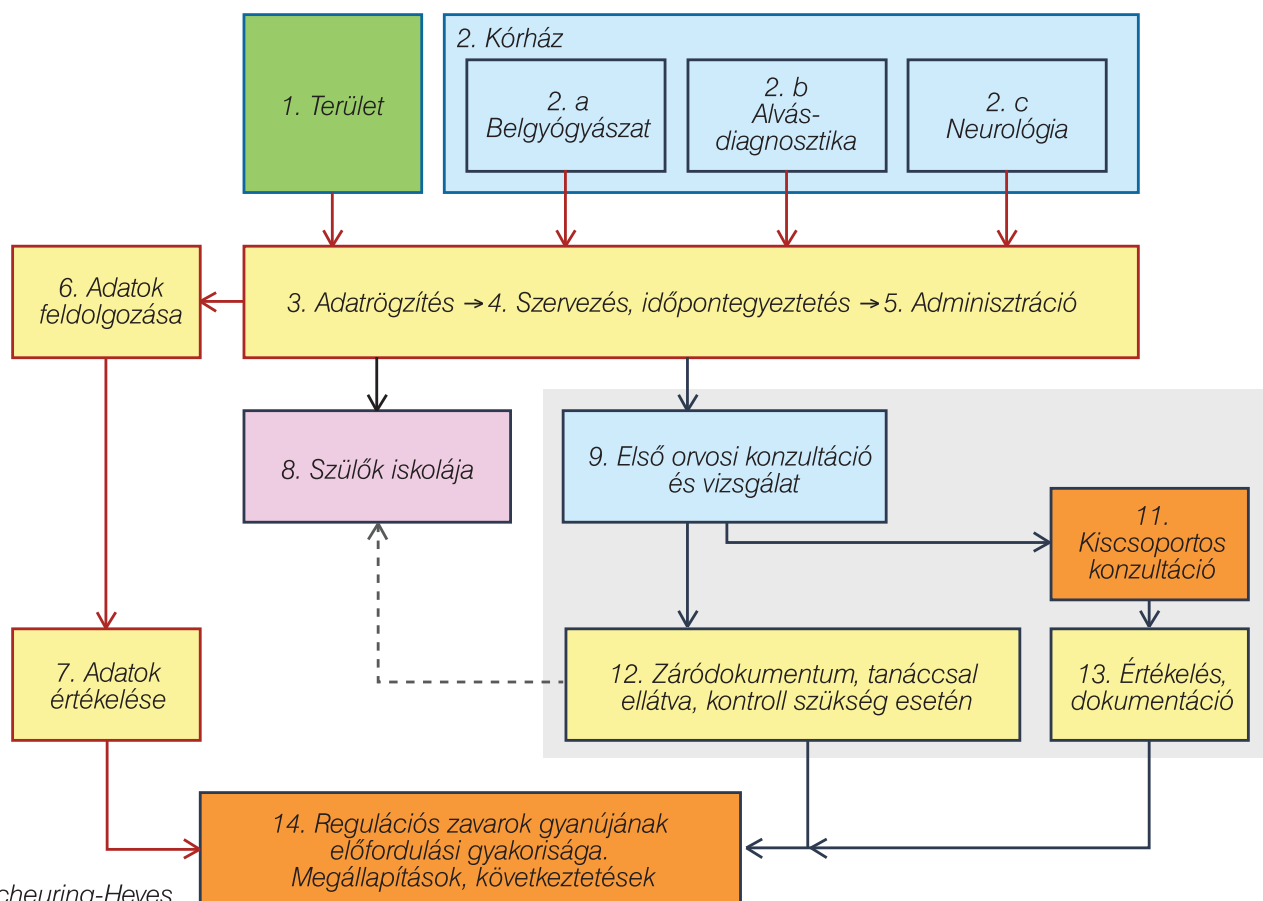 1. Terület
2. Kórház
2. a
Belgyógyászat
2. b
Alvás-
diagnosztika
2. c
Neurológia
6. Adatok
feldolgozása
3. Adatrögzítés → 4. Szervezés, időpontegyeztetés → 5. Adminisztráció
8. Szülők iskolája
9. Első orvosi konzultáció
és vizsgálat
11.
Kiscsoportos
konzultáció
7. Adatok
értékelése
12. Záródokumentum, tanáccsal
ellátva, kontroll szükség esetén
13. Értékelés,
dokumentáció
14. Regulációs zavarok gyanújának
előfordulási gyakorisága.
Megállapítások, következtetések
cheuring-Heves